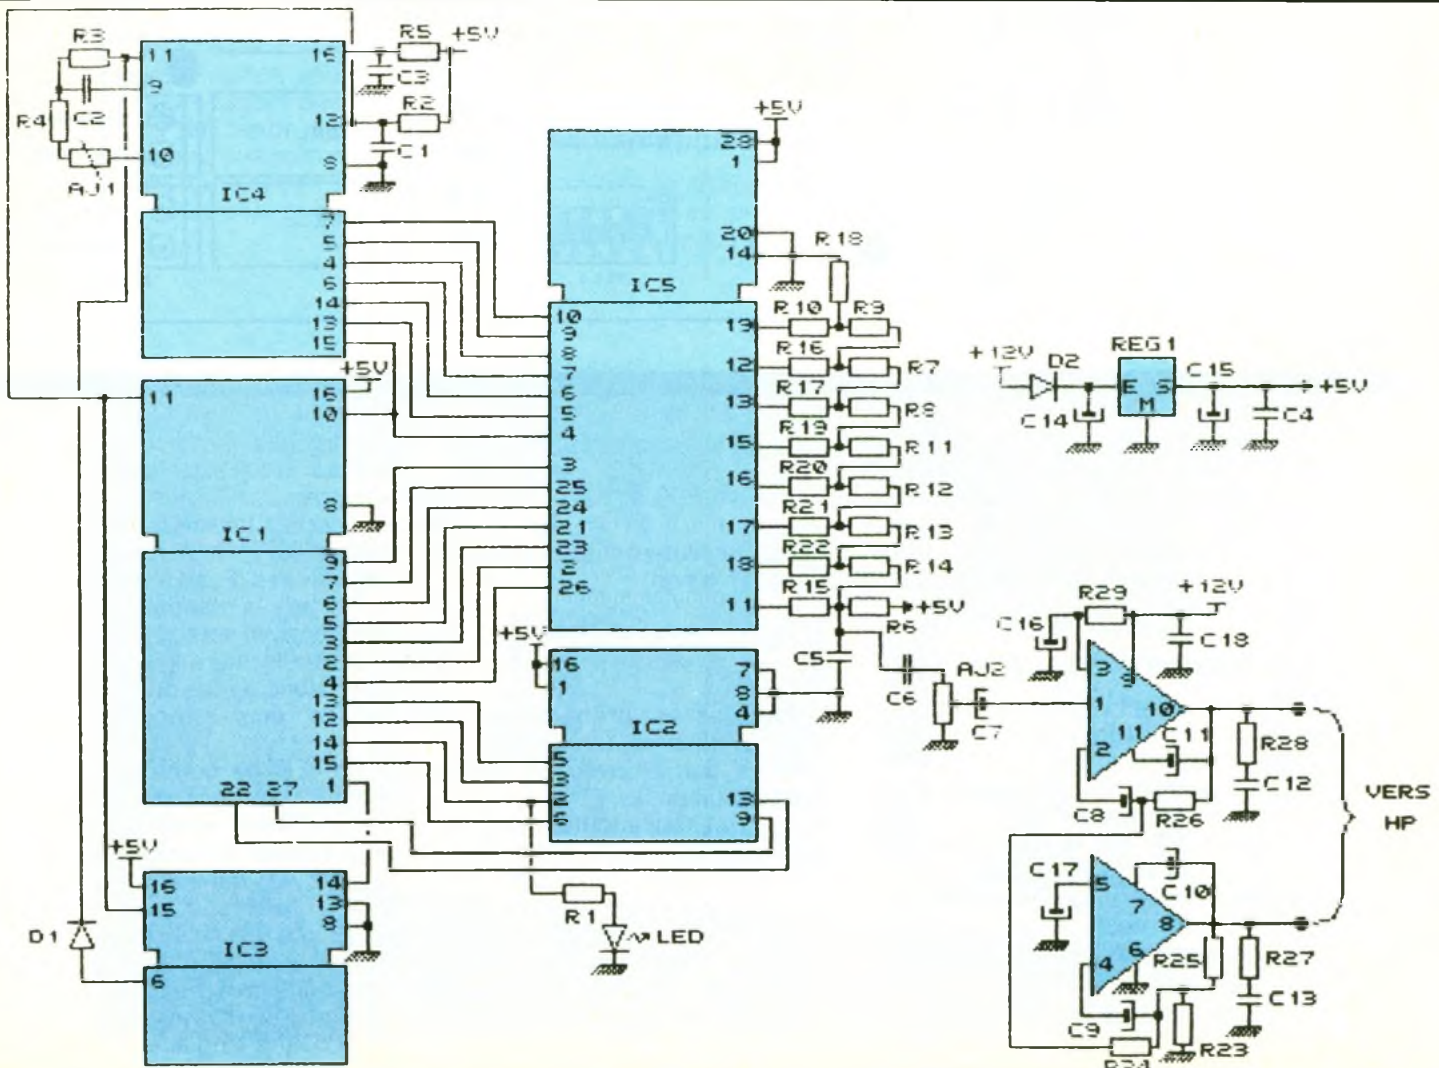 R3
11
16
R5
+5V
9
C3
C2
R4
12
R2
10
C1
AJ1
8
IC4
7
5
4
6
14
13
15
+5V
11
16
10
8
IC1
9
7
6
5
3
2
4
13
12
14
15
1
22
27
+5V
16
15
14
13
8
D1
IC3
6
+5V
28
1
20
14
R18
IC5
10
9
8
7
6
5
4
3
25
24
21
23
2
26
19
R10
R9
12
R16
R7
13
R17
R8
15
R19
R11
16
R20
R12
17
R21
R13
18
R22
R14
11
R15
+5V
R6
+5V
16
1
7
8
4
C5
C6
AJ2
C7
IC2
5
3
2
6
13
9
R1
LED
+12V
D2
REG1
C15
E
S
M
+5V
C14
C4
R29
+12V
C16
C18
3
9
1
10
2
11
C11
R28
C12
C8
R26
VERS
HP
C17
5
C10
7
8
4
6
R25
R27
C13
C9
R23
R24